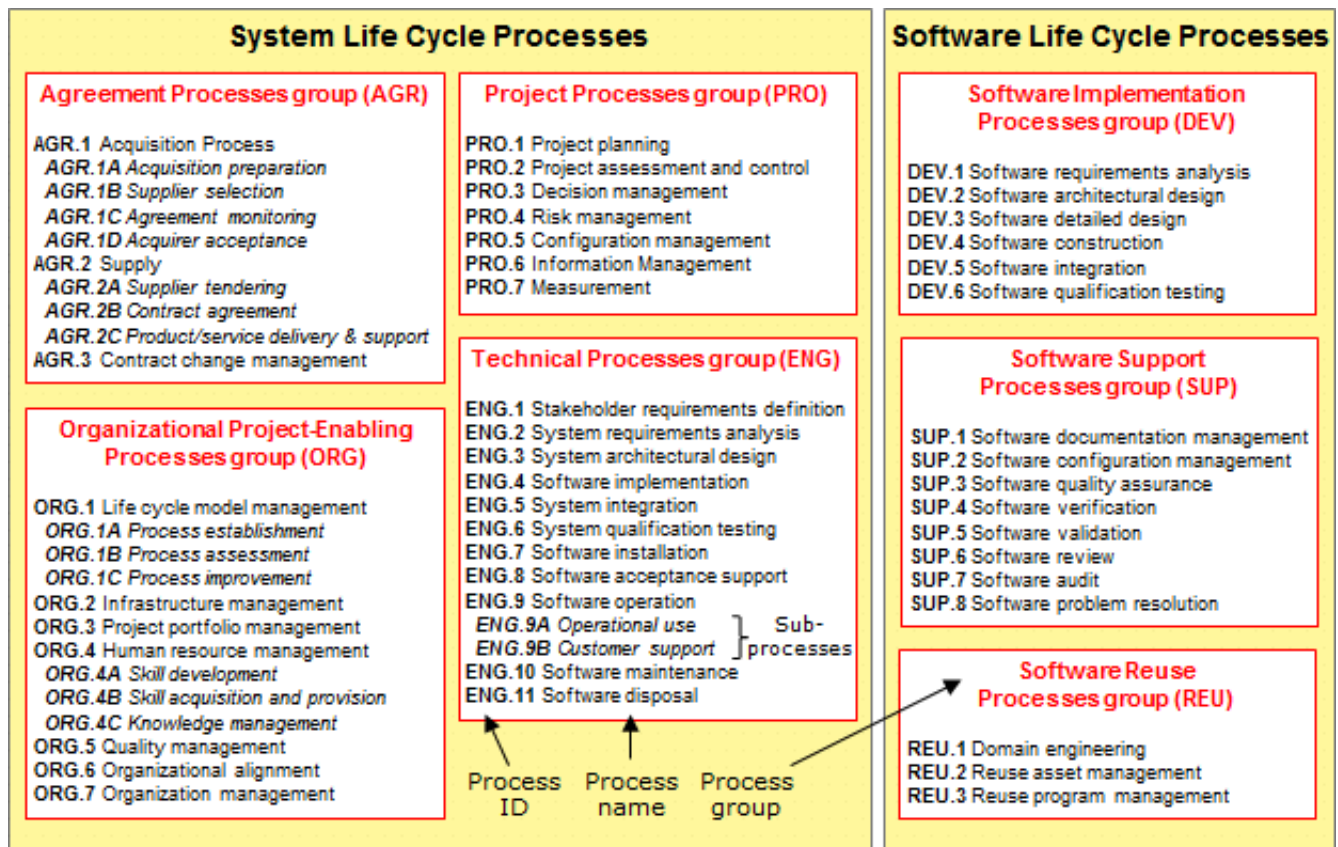 System Life Cycle Processes
Agreement Processes group (AGR)
AGR.1 Acquisition Process
AGR.1A Acquisition preparation
AGR.1B Supplier selection
AGR.1C Agreement monitoring
AGR.1D Acquirer acceptance
AGR.2 Supply
AGR.2A Supplier tendering
AGR.2B Contract agreement
AGR.2C Product/service delivery & support
AGR.3 Contract change management
Organizational Project-Enabling
Processes group (ORG)
ORG.1 Life cycle model management
ORG.1A Process establishment
ORG.1B Process assessment
ORG.1C Process improvement
ORG.2 Infrastructure management
ORG.3 Project portfolio management
ORG.4 Human resource management
ORG.4A Skill development
ORG.4B Skill acquisition and provision
ORG.4C Knowledge management
ORG.5 Quality management
ORG.6 Organizational alignment
ORG.7 Organization management
Project Processes group (PRO)
PRO.1 Project planning
PRO.2 Project assessment and control
PRO.3 Decision management
PRO.4 Risk management
PRO.5 Configuration management
PRO.6 Information Management
PRO.7 Measurement
Technical Processes group (ENG)
ENG.1 Stakeholder requirements definition
ENG.2 System requirements analysis
ENG.3 System architectural design
ENG.4 Software implementation
ENG.5 System integration
ENG.6 System qualification testing
ENG.7 Software installation
ENG.8 Software acceptance support
ENG.9 Software operation
ENG.9A Operational use
ENG.9B Customer support
Sub-
processes
ENG.10 Software maintenance
ENG.11 Software disposal
Process
ID
Process
name
Process
group
Software Life Cycle Processes
Software Implementation
Processes group (DEV)
DEV.1 Software requirements analysis
DEV.2 Software architectural design
DEV.3 Software detailed design
DEV.4 Software construction
DEV.5 Software integration
DEV.6 Software qualification testing
Software Support
Processes group (SUP)
SUP.1 Software documentation management
SUP.2 Software configuration management
SUP.3 Software quality assurance
SUP.4 Software verification
SUP.5 Software validation
SUP.6 Software review
SUP.7 Software audit
SUP.8 Software problem resolution
Software Reuse
Processes group (REU)
REU.1 Domain engineering
REU.2 Reuse asset management
REU.3 Reuse program management